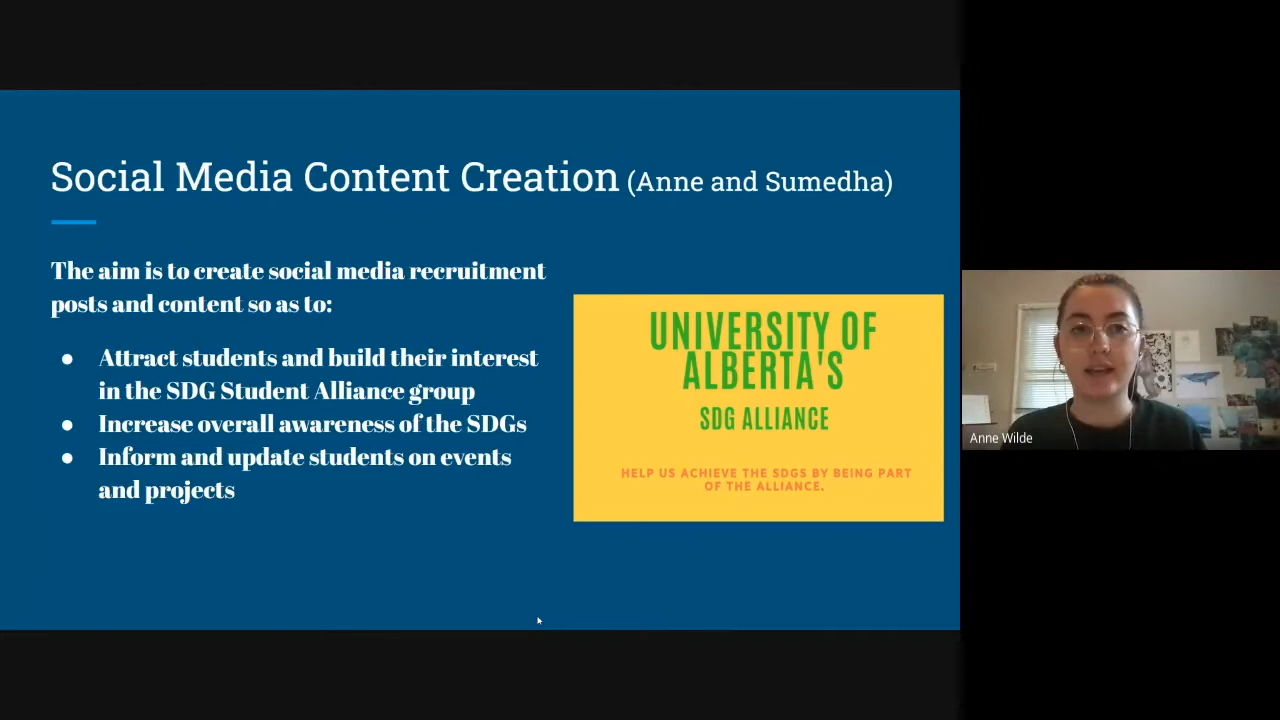 Social Media Content Creation (Anne and Sumedha)
The aim is to create social media recruitment
posts and content so as to:
● Attract students and build their interest
in the SDG Student Alliance group
● Increase overall awareness of the SDGs
● Inform and update students on events
and projects
UNIVERSITY OF
ALBERTA'S
SDG ALLIANCE
HELP US ACHIEVE THE SDGS BY BEING PART
OF THE ALLIANCE.
Anne Wilde